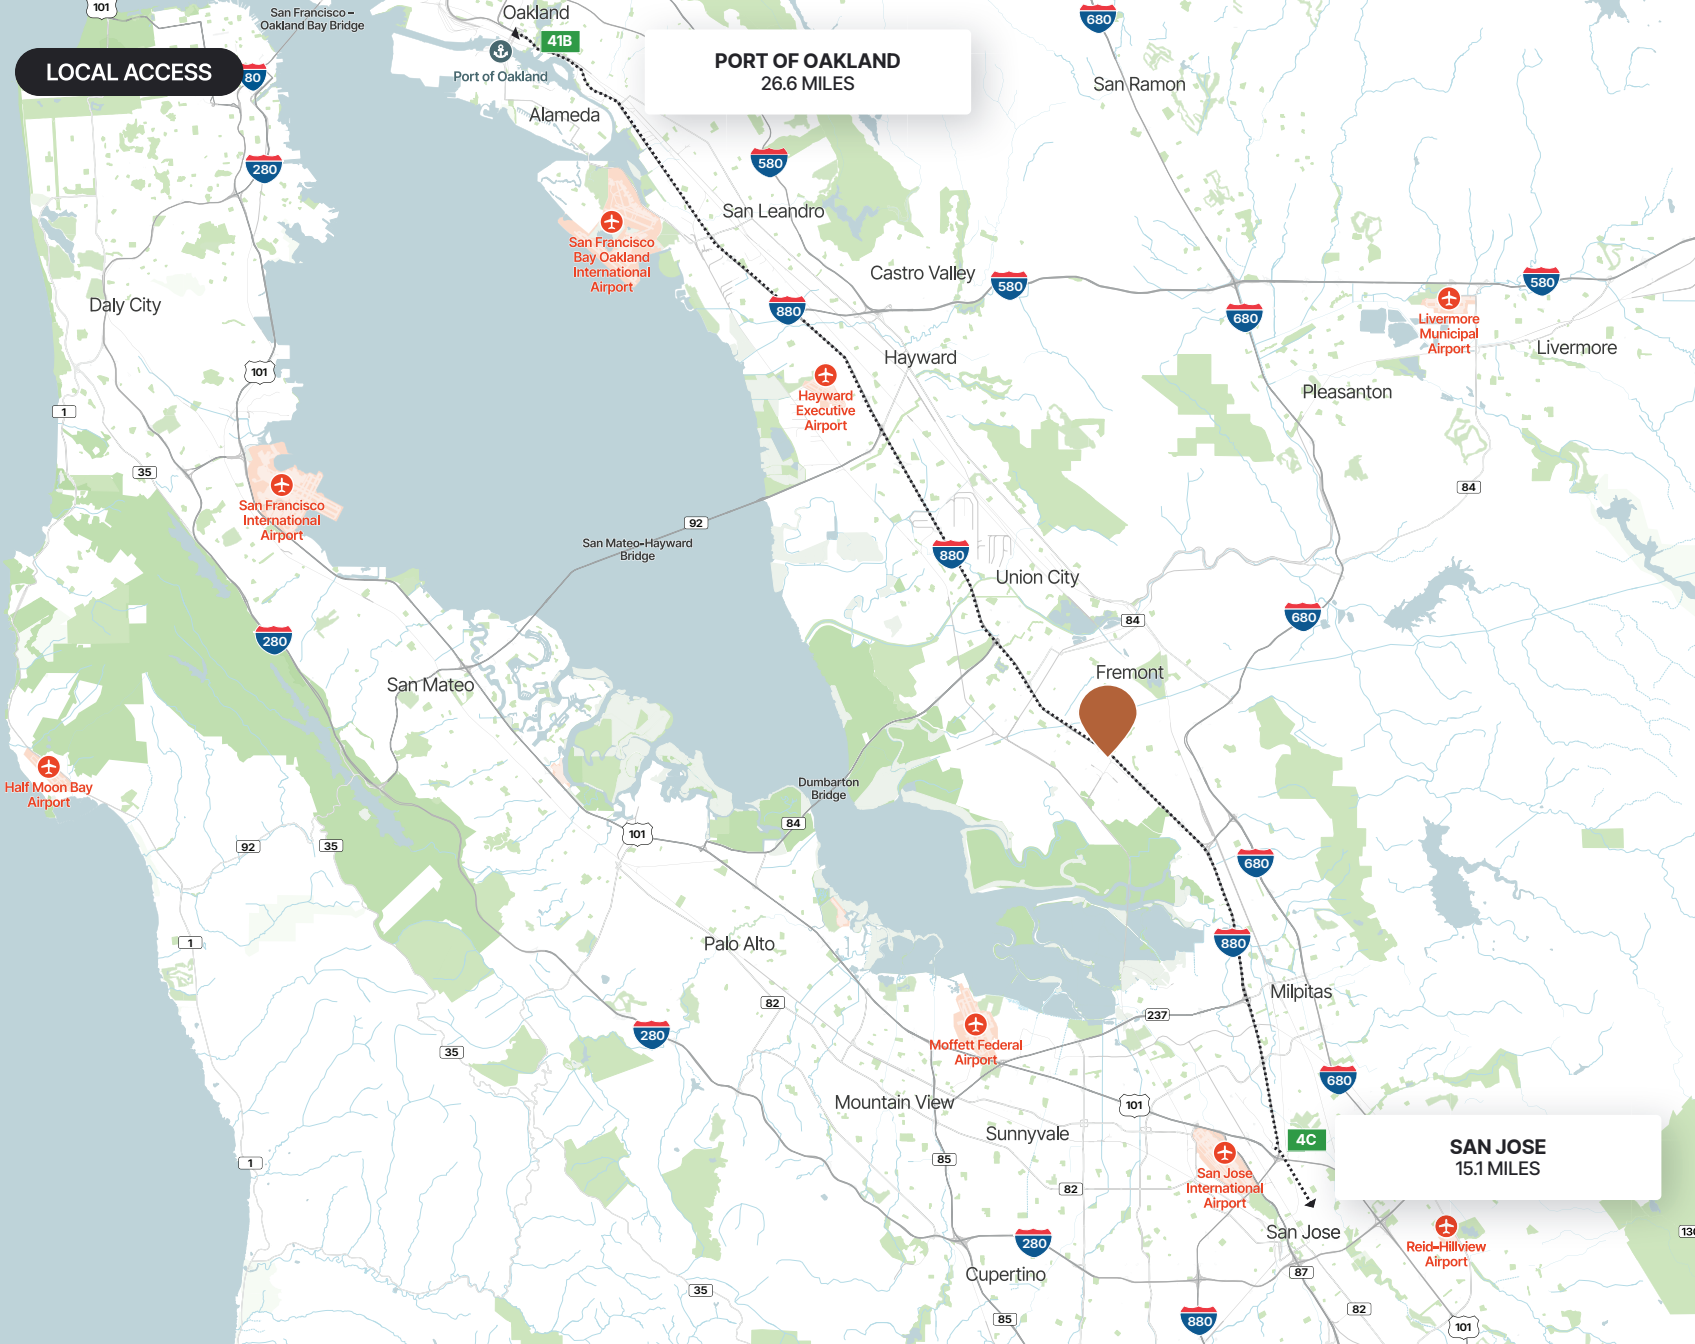 101
San Francisco –
Oakland Bay Bridge
Oakland
680
41B
LOCAL ACCESS
80
Port of Oakland
PORT OF OAKLAND
26.6 MILES
San Ramon
Alameda
280
580
San Leandro
San Francisco
Bay Oakland
International
Airport
Castro Valley
580
580
Daly City
880
680
Livermore
Municipal
Airport
Livermore
Hayward
101
Pleasanton
Hayward
Executive
Airport
1
35
84
San Francisco
International
Airport
92
San Mateo-Hayward
Bridge
880
Union City
84
680
280
Fremont
San Mateo
Half Moon Bay
Airport
Dumbarton
Bridge
84
101
92
35
680
1
Palo Alto
880
Milpitas
82
237
280
Moffett Federal
Airport
35
680
Mountain View
101
Sunnyvale
4C
SAN JOSE
15.1 MILES
1
85
San Jose
International
Airport
82
San Jose
Reid-Hillview
Airport
130
280
Cupertino
87
35
82
85
880
101